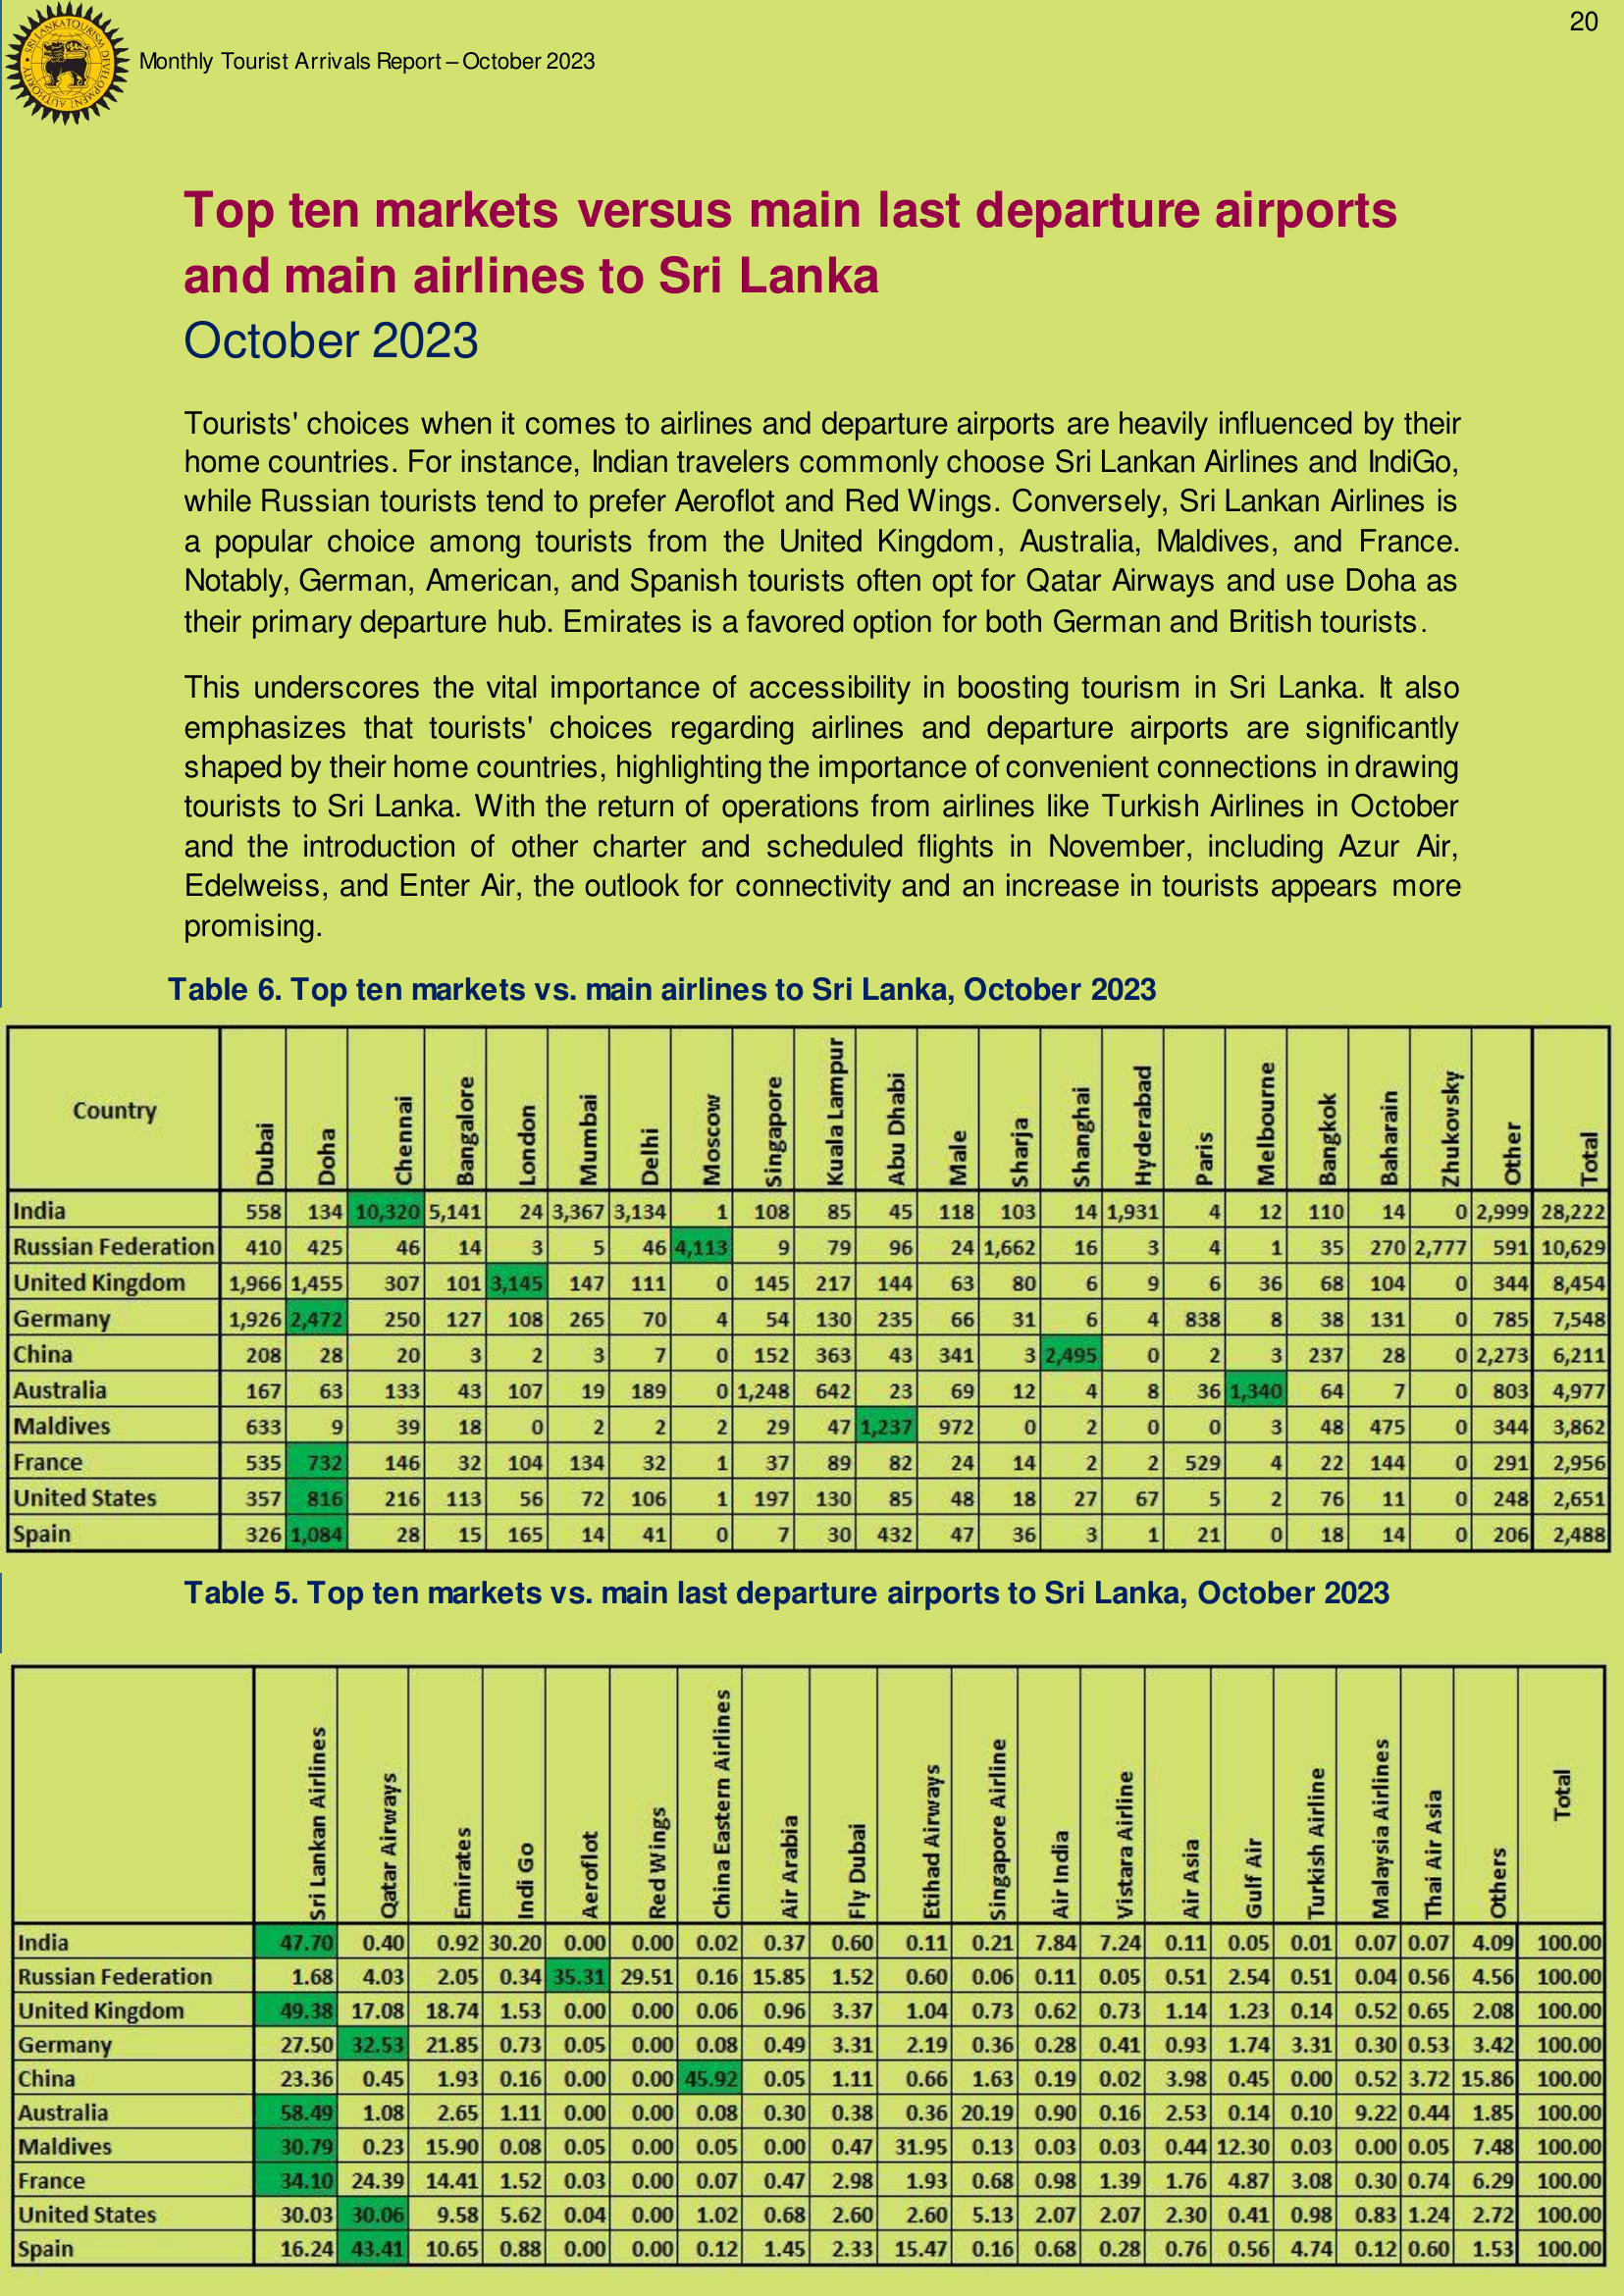 20
SRI LANKA TOURISM DEVELOPMENT AUTHORITY
Monthly Tourist Arrivals Report – October 2023
Top ten markets versus main last departure airports
and main airlines to Sri Lanka
October 2023
Tourists' choices when it comes to airlines and departure airports are heavily influenced by their
home countries. For instance, Indian travelers commonly choose Sri Lankan Airlines and IndiGo,
while Russian tourists tend to prefer Aeroflot and Red Wings. Conversely, Sri Lankan Airlines is
a popular choice among tourists from the United Kingdom, Australia, Maldives, and France.
Notably, German, American, and Spanish tourists often opt for Qatar Airways and use Doha as
their primary departure hub. Emirates is a favored option for both German and British tourists.
This underscores the vital importance of accessibility in boosting tourism in Sri Lanka. It also
emphasizes that tourists' choices regarding airlines and departure airports are significantly
shaped by their home countries, highlighting the importance of convenient connections in drawing
tourists to Sri Lanka. With the return of operations from airlines like Turkish Airlines in October
and the introduction of other charter and scheduled flights in November, including Azur Air,
Edelweiss, and Enter Air, the outlook for connectivity and an increase in tourists appears more
promising.
Table 6. Top ten markets vs. main airlines to Sri Lanka, October 2023
Country Dubai Doha Chennai Bangalore London Mumbai Delhi Moscow Singapore Kuala Lampur Abu Dhabi Male Sharja Shanghai Hyderabad Paris Melbourne Bangkok Baharain Zhukovsky Other Total
India 558 134 10,320 5,141 24 3,367 3,134 1 108 85 45 118 103 14 1,931 4 12 110 14 0 2,999 28,222
Russian Federation 410 425 46 14 3 5 46 4,113 9 79 96 24 1,662 16 3 4 1 35 270 2,777 591 10,629
United Kingdom 1,966 1,455 307 101 3,145 147 111 0 145 217 144 63 80 6 9 6 36 68 104 0 344 8,454
Germany 1,926 2,472 250 127 108 265 70 4 54 130 235 66 31 6 4 838 8 38 131 0 785 7,548
China 208 28 20 3 2 3 7 0 152 363 43 341 3 2,495 0 2 3 237 28 0 2,273 6,211
Australia 167 63 133 43 107 19 189 0 1,248 642 23 69 12 4 8 36 1,340 64 7 0 803 4,977
Maldives 633 9 39 18 0 2 2 2 29 47 1,237 972 0 2 0 0 3 48 475 0 344 3,862
France 535 732 146 32 104 134 32 1 37 89 82 24 14 2 2 529 4 22 144 0 291 2,956
United States 357 816 216 113 56 72 106 1 197 130 85 48 18 27 67 5 2 76 11 0 248 2,651
Spain 326 1,084 28 15 165 14 41 0 7 30 432 47 36 3 1 21 0 18 14 0 206 2,488
Table 5. Top ten markets vs. main last departure airports to Sri Lanka, October 2023
Sri Lankan Airlines Qatar Airways Emirates Indi Go Aeroflot Red Wings China Eastern Airlines Air Arabia Fly Dubai Etihad Airways Singapore Airline Air India Vistara Airline Air Asia Gulf Air Turkish Airline Malaysia Airlines Thai Air Asia Others Total
India 47.70 0.40 0.92 30.20 0.00 0.00 0.02 0.37 0.60 0.11 0.21 7.84 7.24 0.11 0.05 0.01 0.07 0.07 4.09 100.00
Russian Federation 1.68 4.03 2.05 0.34 35.31 29.51 0.16 15.85 1.52 0.60 0.06 0.11 0.05 0.51 2.54 0.51 0.04 0.56 4.56 100.00
United Kingdom 49.38 17.08 18.74 1.53 0.00 0.00 0.06 0.96 3.37 1.04 0.73 0.62 0.73 1.14 1.23 0.14 0.52 0.65 2.08 100.00
Germany 27.50 32.53 21.85 0.73 0.05 0.00 0.08 0.49 3.31 2.19 0.36 0.28 0.41 0.93 1.74 3.31 0.30 0.53 3.42 100.00
China 23.36 0.45 1.93 0.16 0.00 0.00 45.92 0.05 1.11 0.66 1.63 0.19 0.02 3.98 0.45 0.00 0.52 3.72 15.86 100.00
Australia 58.49 1.08 2.65 1.11 0.00 0.00 0.08 0.30 0.38 0.36 20.19 0.90 0.16 2.53 0.14 0.10 9.22 0.44 1.85 100.00
Maldives 30.79 0.23 15.90 0.08 0.05 0.00 0.05 0.00 0.47 31.95 0.13 0.03 0.03 0.44 12.30 0.03 0.00 0.05 7.48 100.00
France 34.10 24.39 14.41 1.52 0.03 0.00 0.07 0.47 2.98 1.93 0.68 0.98 1.39 1.76 4.87 3.08 0.30 0.74 6.29 100.00
United States 30.03 30.06 9.58 5.62 0.04 0.00 1.02 0.68 2.60 2.60 5.13 2.07 2.07 2.30 0.41 0.98 0.83 1.24 2.72 100.00
Spain 16.24 43.41 10.65 0.88 0.00 0.00 0.12 1.45 2.33 15.47 0.16 0.68 0.28 0.76 0.56 4.74 0.12 0.60 1.53 100.00